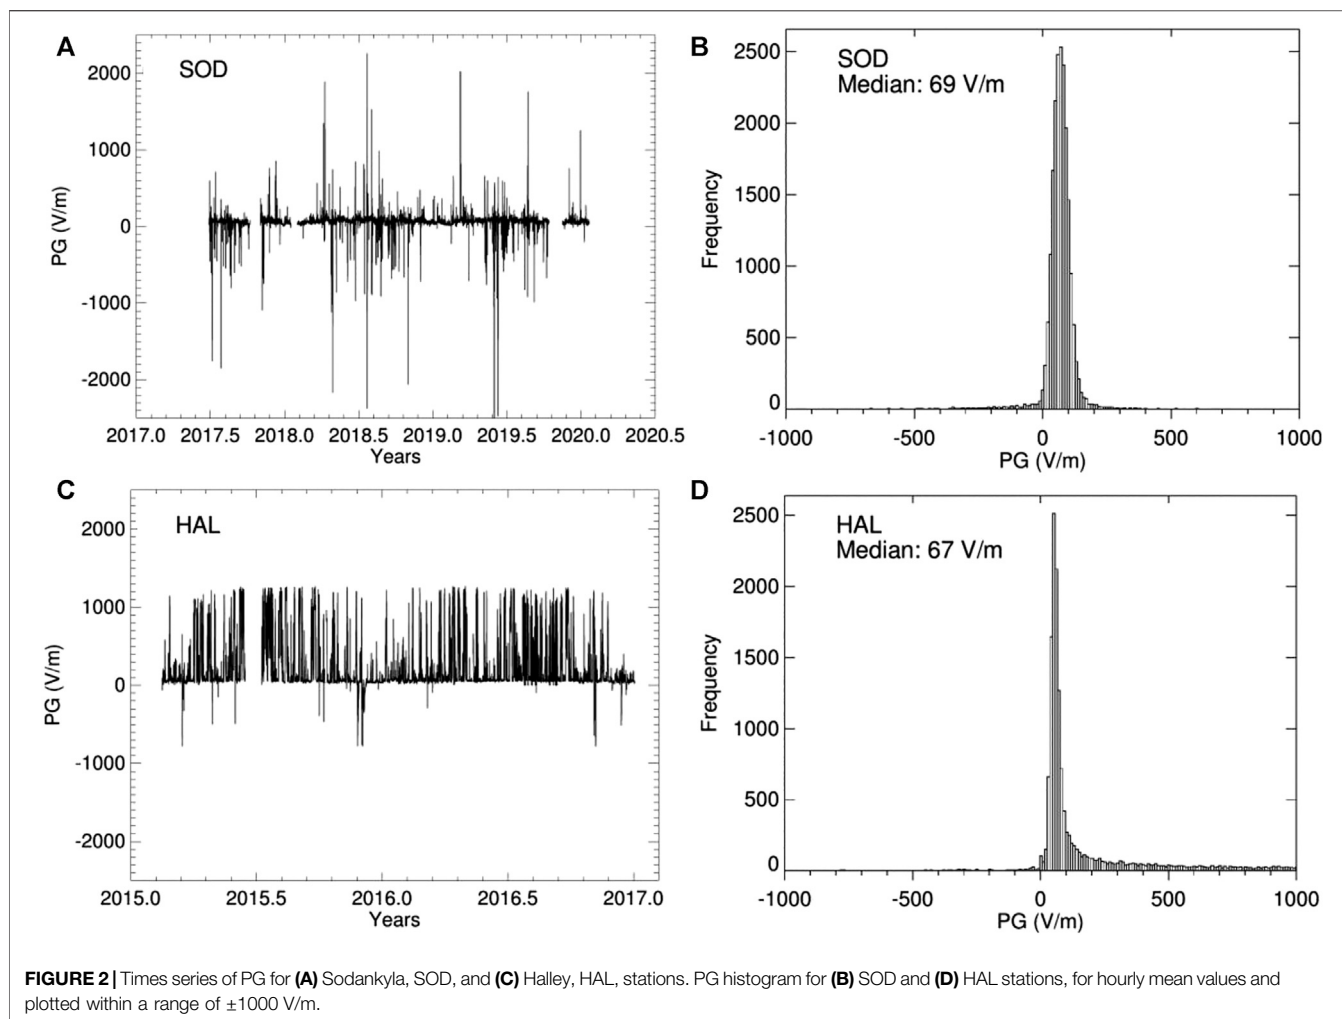 A
SOD
2000
1000
0
-1000
-2000
PG (V/m)
2017.0 2017.5 2018.0 2018.5 2019.0 2019.5 2020.0 2020.5
Years
B
SOD
Median: 69 V/m
2500
2000
1500
1000
500
0
Frequency
-1000 -500 0 500 1000
PG (V/m)
C
HAL
2000
1000
0
-1000
-2000
PG (V/m)
2015.0 2015.5 2016.0 2016.5 2017.0
Years
D
HAL
Median: 67 V/m
2500
2000
1500
1000
500
0
Frequency
-1000 -500 0 500 1000
PG (V/m)
FIGURE 2 | Times series of PG for (A) Sodankyla, SOD, and (C) Halley, HAL, stations. PG histogram for (B) SOD and (D) HAL stations, for hourly mean values and
plotted within a range of ±1000 V/m.